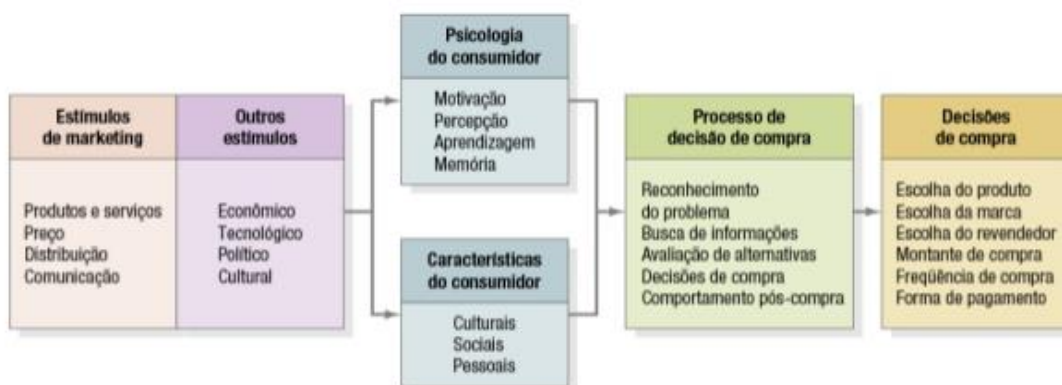 Estímulos
de marketing
Produtos e serviços
Preço
Distribuição
Comunicação
Outros
estímulos
Econômico
Tecnológico
Político
Cultural
Psicologia
do consumidor
Motivação
Percepção
Aprendizagem
Memória
Características
do consumidor
Culturais
Sociais
Pessoais
Processo de
decisão de compra
Reconhecimento
do problema
Busca de informações
Avaliação de alternativas
Decisões de compra
Comportamento pós-compra
Decisões
de compra
Escolha do produto
Escolha da marca
Escolha do revendedor
Montante de compra
Freqüência de compra
Forma de pagamento